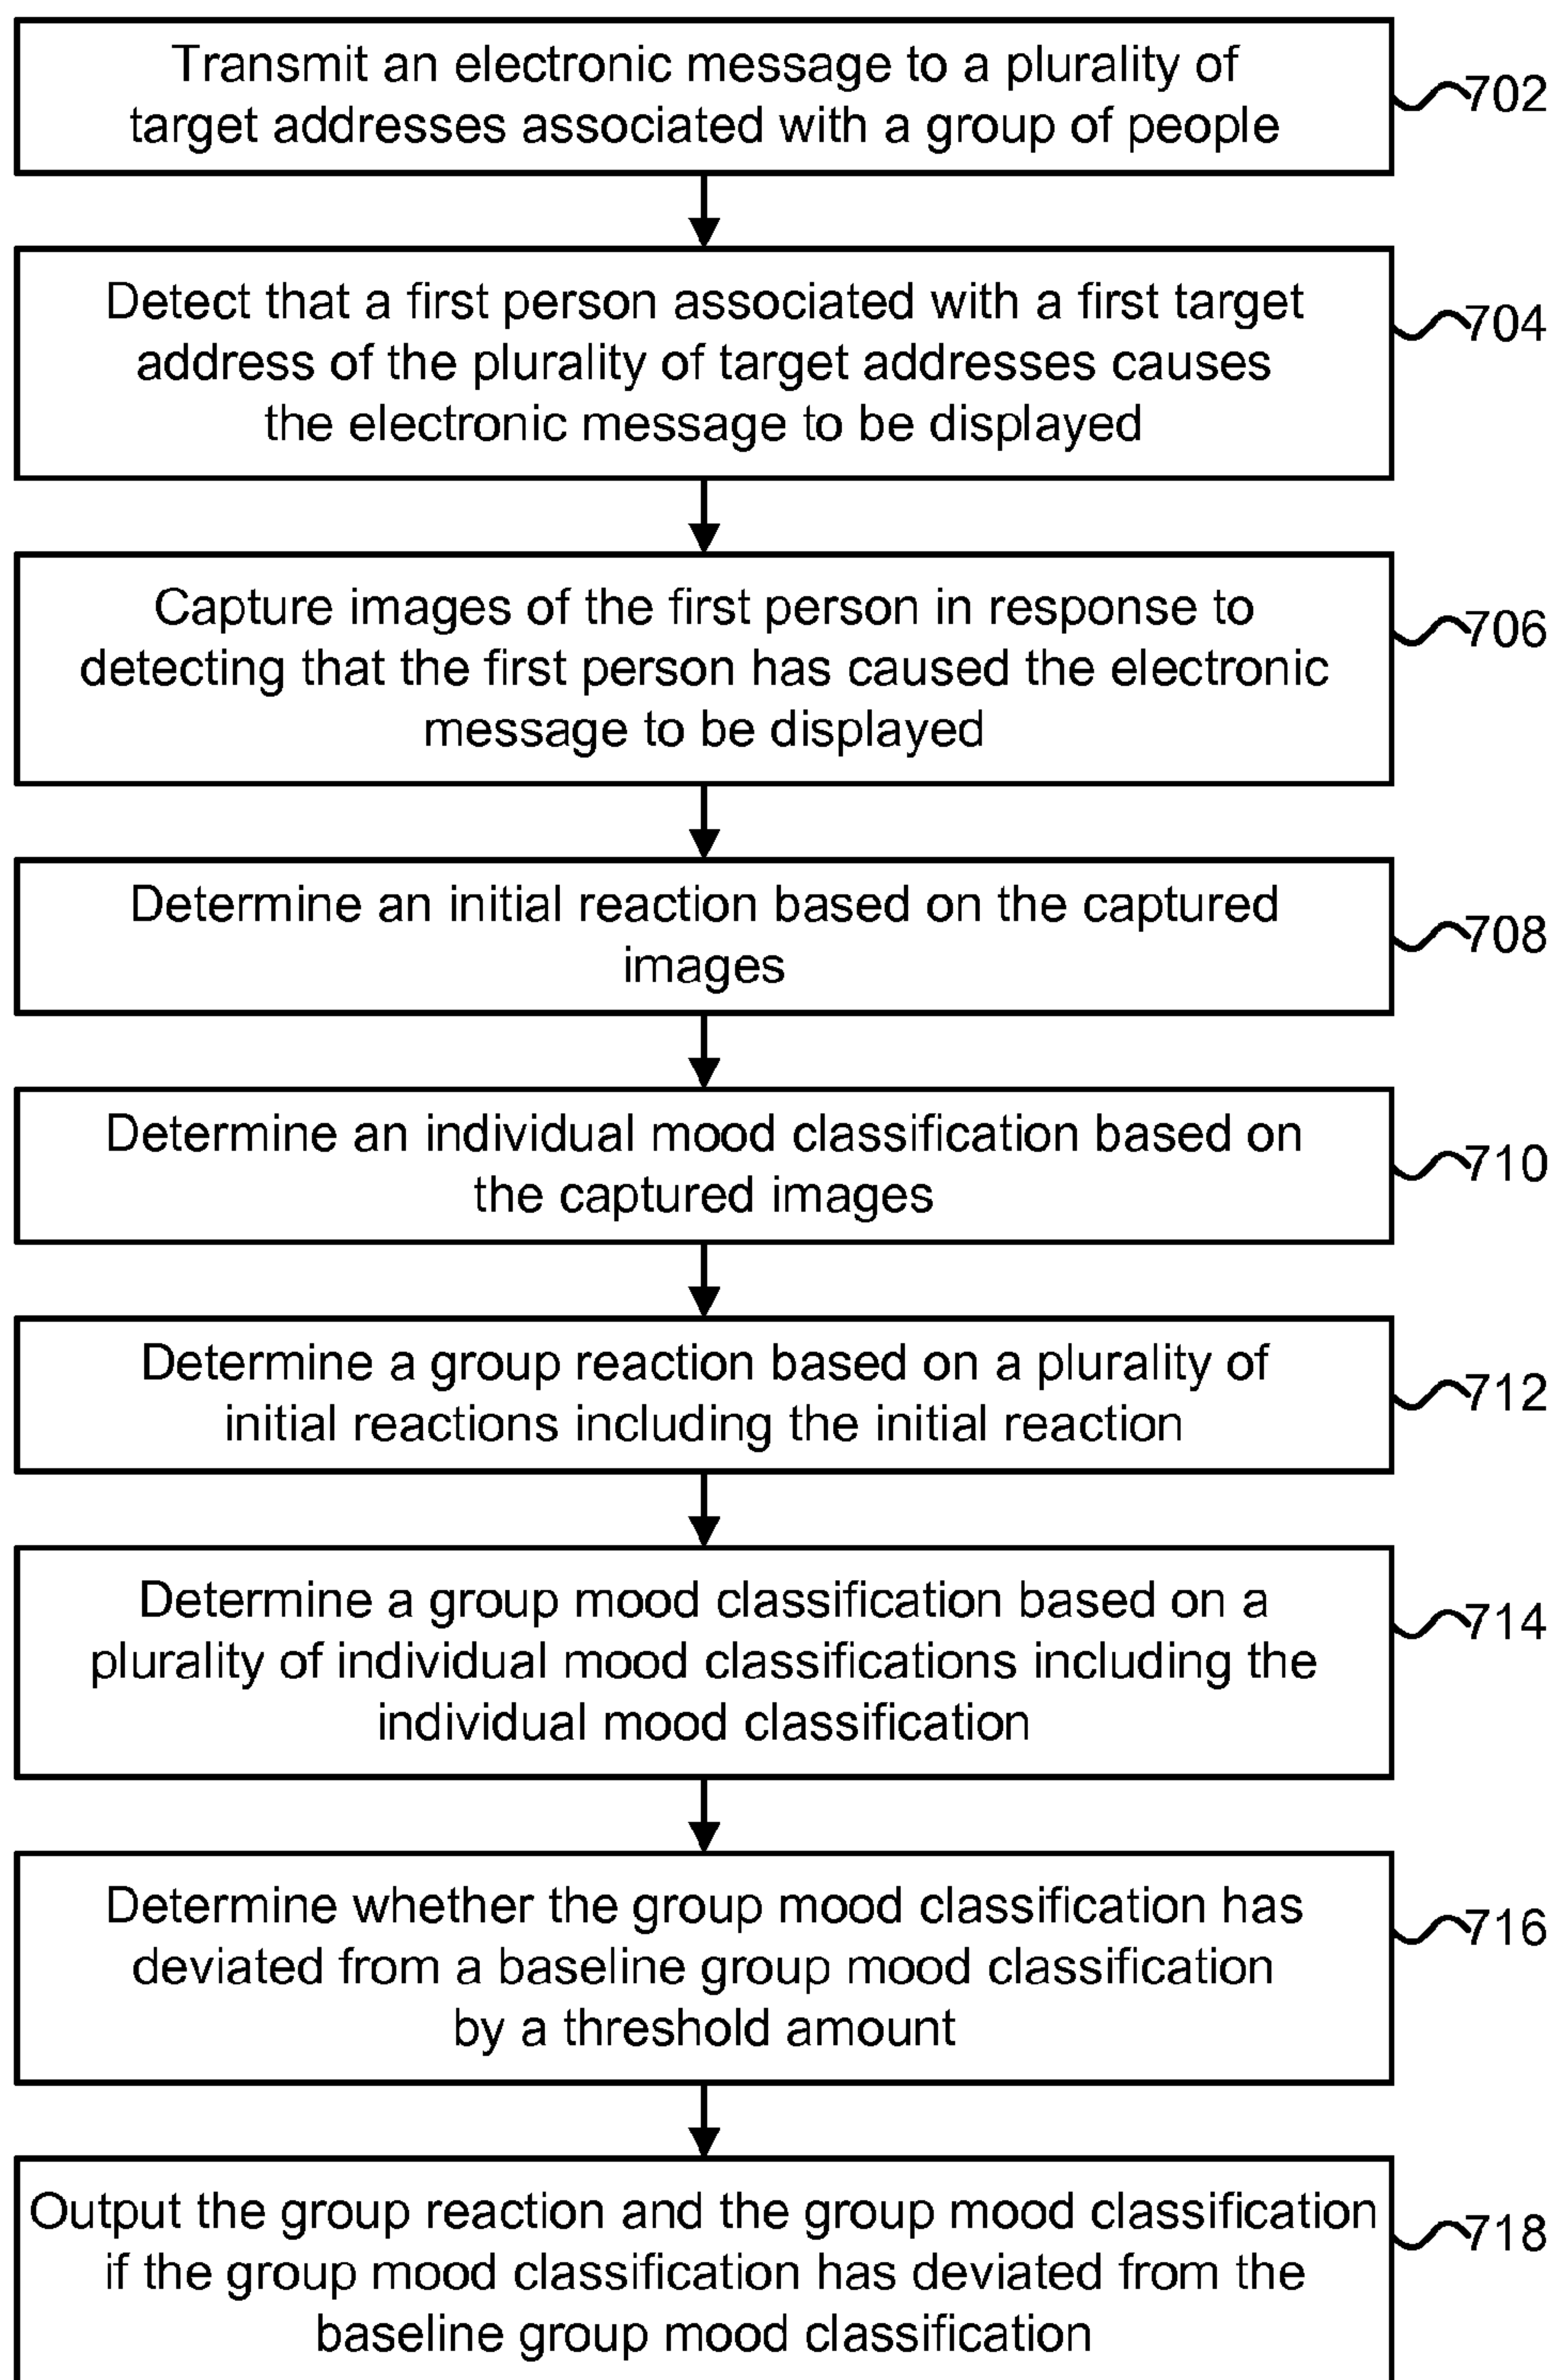 Transmit an electronic message to a plurality of
target addresses associated with a group of people
702
Detect that a first person associated with a first target
address of the plurality of target addresses causes
the electronic message to be displayed
704
Capture images of the first person in response to
detecting that the first person has caused the electronic
message to be displayed
706
Determine an initial reaction based on the captured
images
708
Determine an individual mood classification based on
the captured images
710
Determine a group reaction based on a plurality of
initial reactions including the initial reaction
712
Determine a group mood classification based on a
plurality of individual mood classifications including the
individual mood classification
714
Determine whether the group mood classification has
deviated from a baseline group mood classification
by a threshold amount
716
Output the group reaction and the group mood classification
if the group mood classification has deviated from the
baseline group mood classification
718